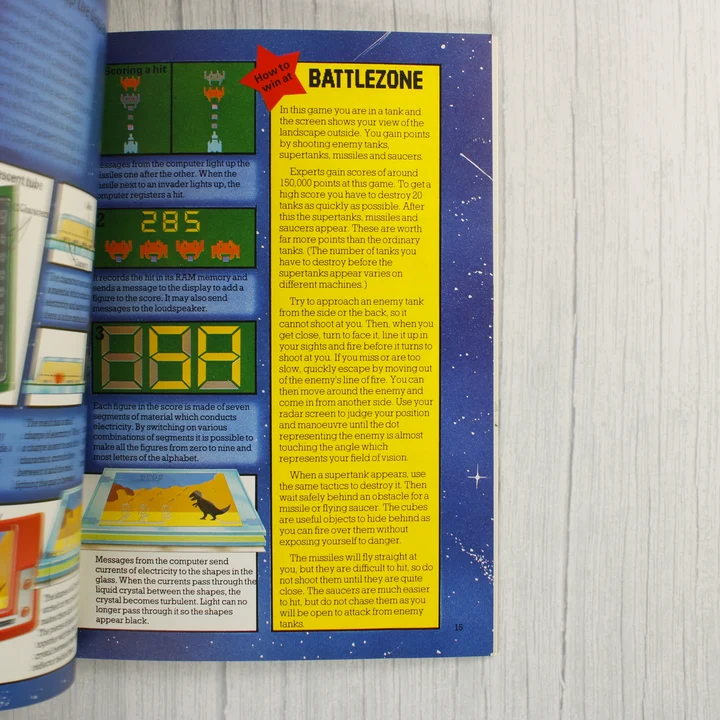 Scoring a hit
messages from the computer light up the
missiles one after the other. When the
missile next to an invader lights up, the
computer registers a hit.
2
285
It records the hit in its RAM memory and
sends a message to the display to add a
figure to the score. It may also send
messages to the loudspeaker.
3
Each figure in the score is made of seven
segments of material which conducts
electricity. By switching on various
combinations of segments it is possible to
make all the figures from zero to nine and
most letters of the alphabet.
Messages from the computer send
currents of electricity to the shapes in the
glass. When the currents pass through the
liquid crystal between the shapes, the
crystal becomes turbulent. Light can no
longer pass through it so the shapes
appear black.
How to
win at
BATTLEZONE
In this game you are in a tank and
the screen shows your view of the
landscape outside. You gain points
by shooting enemy tanks,
supertanks, missiles and saucers.
Experts gain scores of around
150,000 points at this game. To get a
high score you have to destroy 20
tanks as quickly as possible. After
this the supertanks, missiles and
saucers appear. These are worth
far more points than the ordinary
tanks. (The number of tanks you
have to destroy before the
supertanks appear varies on
different machines.)
Try to approach an enemy tank
from the side or the back, so it
cannot shoot at you. Then, when you
get close, turn to face it, line it up in
your sights and fire before it turns to
shoot at you. If you miss or are too
slow, quickly escape by moving out
of the enemy's line of fire. You can
then move around the enemy and
come in from another side. Use your
radar screen to judge your position
and manoeuvre until the dot
representing the enemy is almost
touching the angle which
represents your field of vision.
When a supertank appears, use
the same tactics to destroy it. Then
wait safely behind an obstacle for a
missile or flying saucer. The cubes
are useful objects to hide behind as
you can fire over them without
exposing yourself to danger.
The missiles will fly straight at
you, but they are difficult to hit, so do
not shoot them until they are quite
close. The saucers are much easier
to hit, but do not chase them as you
will be open to attack from enemy
tanks.
15